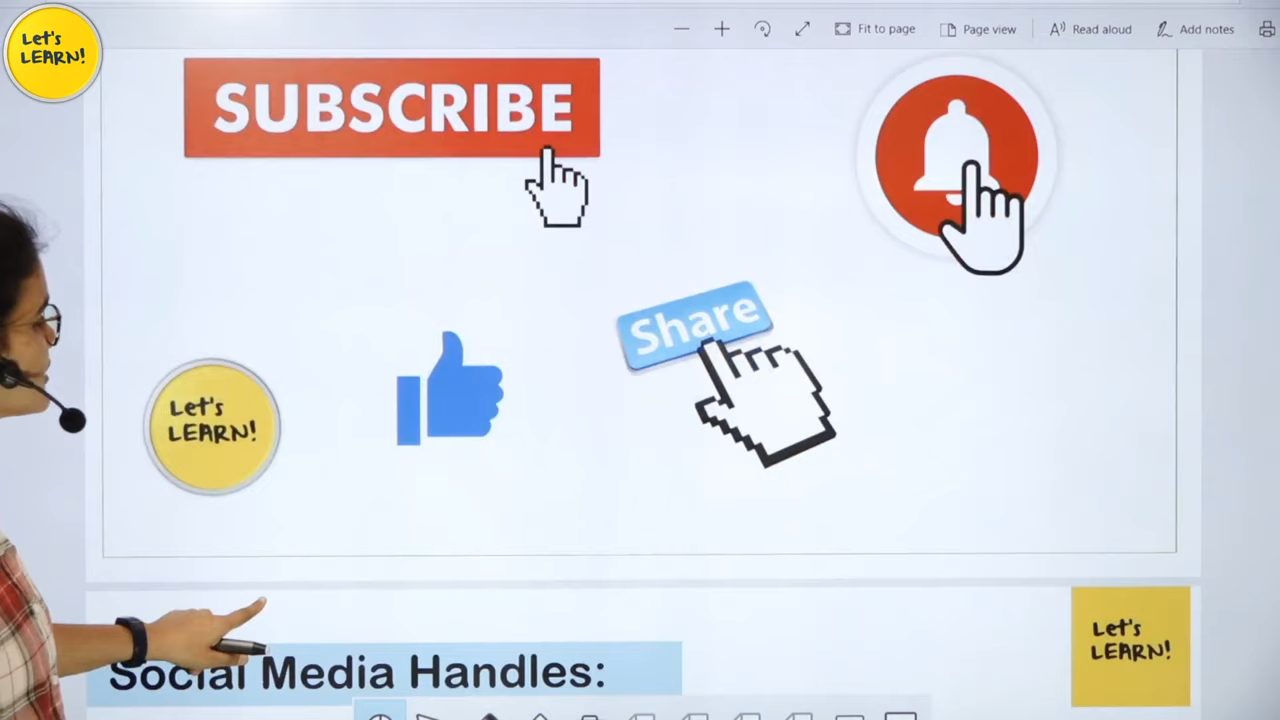 Let's
LEARN!
Fit to page
Page view
Read aloud
Add notes
SUBSCRIBE
Share
Let's
LEARN!
Let's
LEARN!
Social Media Handles: